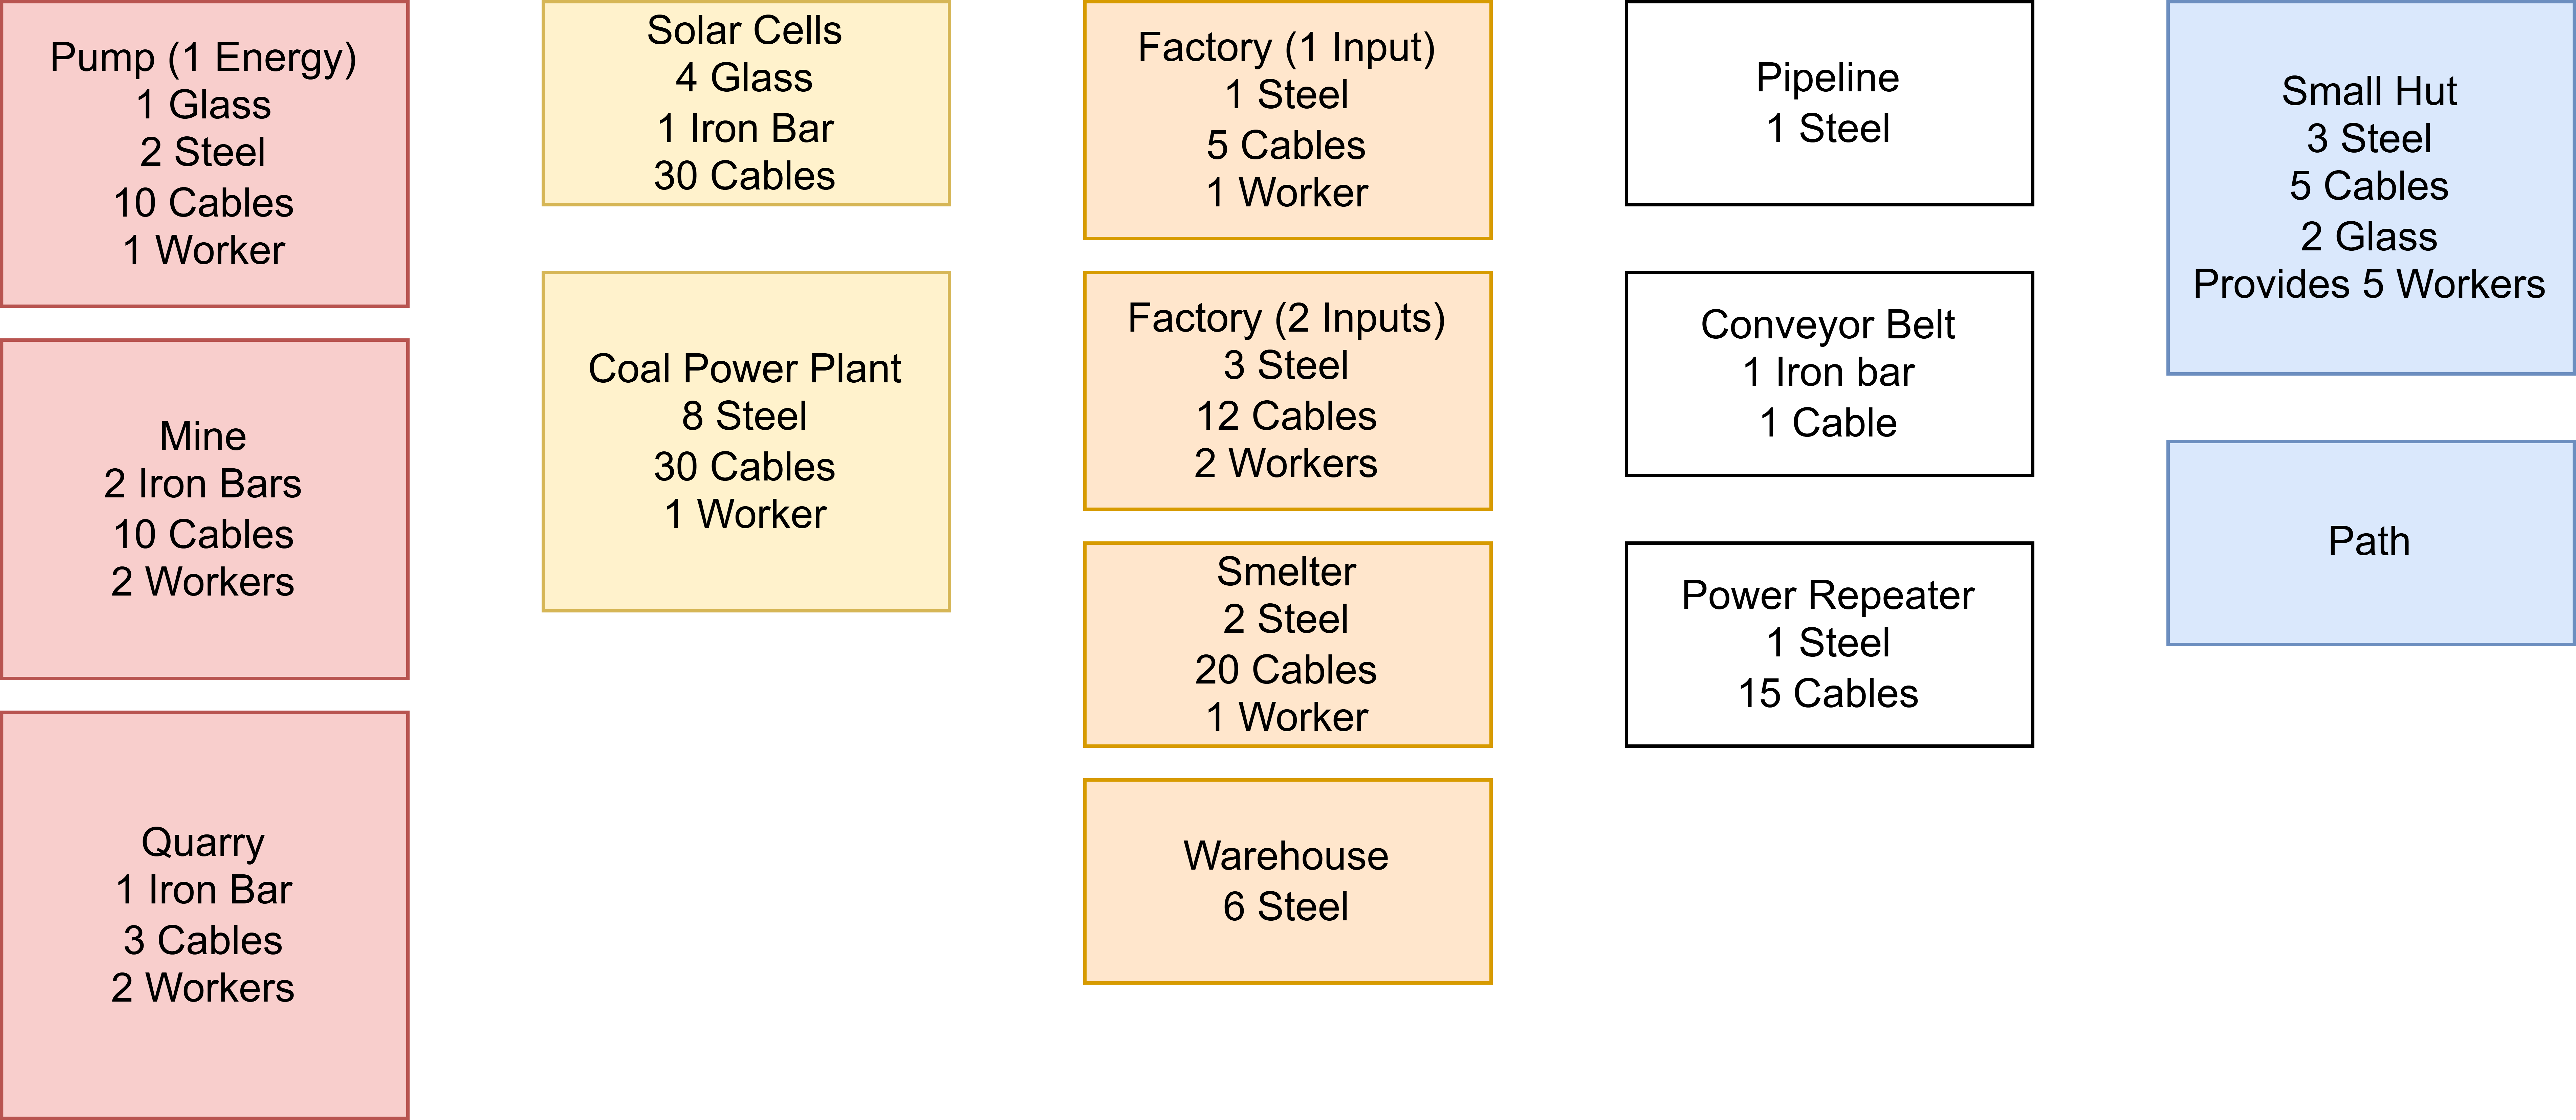 Pump (1 Energy)
1 Glass
2 Steel
10 Cables
1 Worker
Mine
2 Iron Bars
10 Cables
2 Workers
Quarry
1 Iron Bar
3 Cables
2 Workers
Solar Cells
4 Glass
1 Iron Bar
30 Cables
Coal Power Plant
8 Steel
30 Cables
1 Worker
Factory (1 Input)
1 Steel
5 Cables
1 Worker
Factory (2 Inputs)
3 Steel
12 Cables
2 Workers
Smelter
2 Steel
20 Cables
1 Worker
Warehouse
6 Steel
Pipeline
1 Steel
Conveyor Belt
1 Iron bar
1 Cable
Power Repeater
1 Steel
15 Cables
Small Hut
3 Steel
5 Cables
2 Glass
Provides 5 Workers
Path